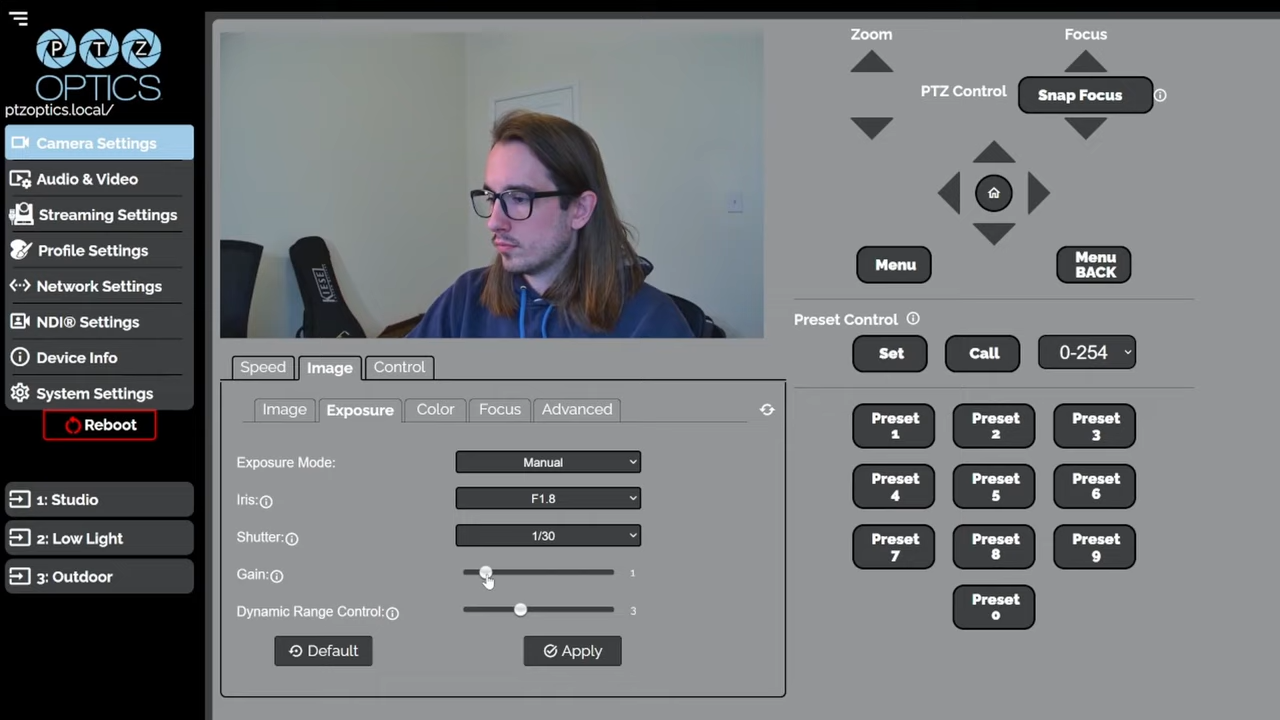 P T Z
OPTICS
ptzoptics.local/
Camera Settings
Audio & Video
Streaming Settings
Profile Settings
Network Settings
NDI® Settings
Device Info
System Settings
Reboot
1: Studio
2: Low Light
3: Outdoor
KIESEL
Speed Image Control
Image Exposure Color Focus Advanced
Exposure Mode: Manual
Iris: F1.8
Shutter: 1/30
Gain: 1
Dynamic Range Control: 3
Default Apply
Zoom Focus
PTZ Control Snap Focus
Menu Menu
BACK
Preset Control
Set Call 0-254
Preset Preset Preset
1 2 3
Preset Preset Preset
4 5 6
Preset Preset Preset
7 8 9
Preset
0